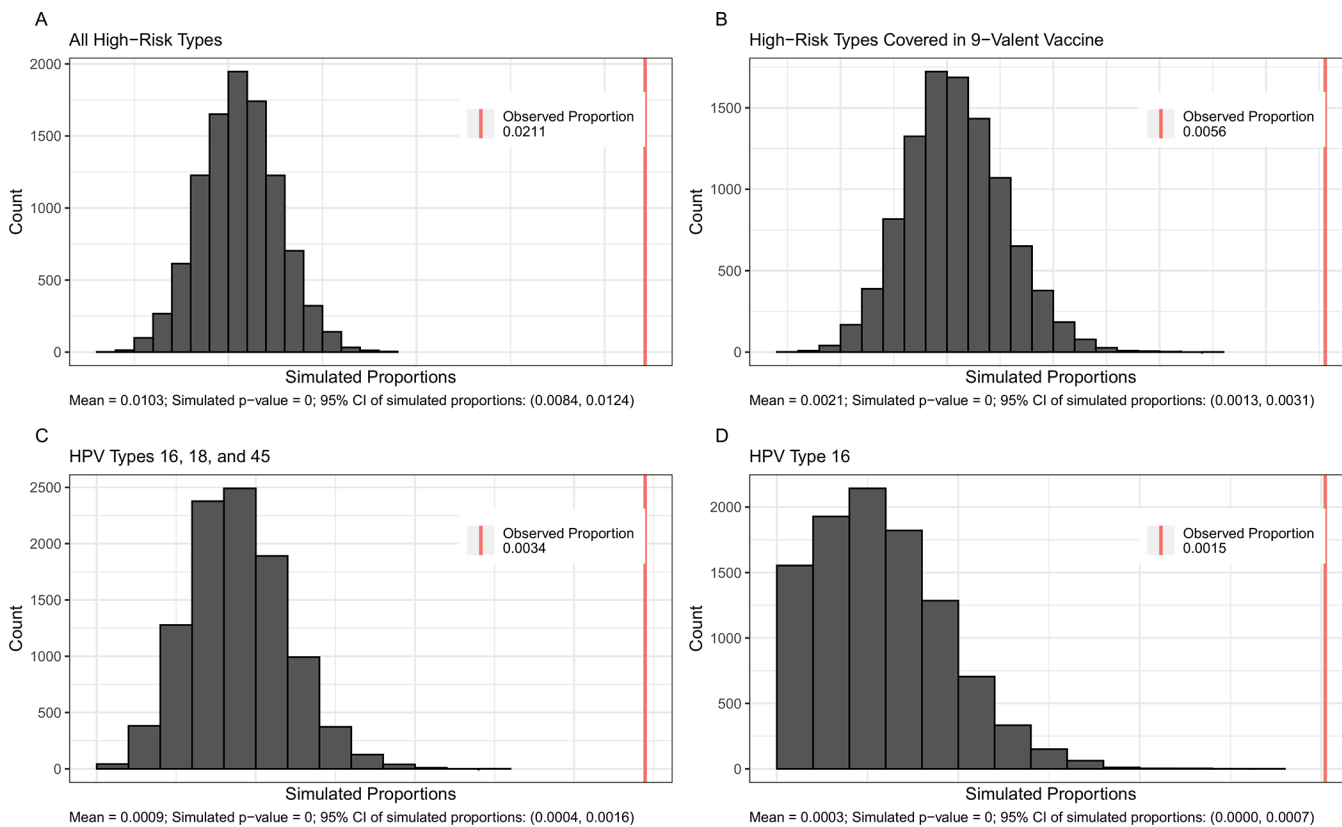 A
All High−Risk Types
2000
1500
1000
500
0
Count
Observed Proportion
0.0211
Simulated Proportions
Mean = 0.0103; Simulated p−value = 0; 95% CI of simulated proportions: (0.0084, 0.0124)
B
High−Risk Types Covered in 9−Valent Vaccine
1500
1000
500
0
Count
Observed Proportion
0.0056
Simulated Proportions
Mean = 0.0021; Simulated p−value = 0; 95% CI of simulated proportions: (0.0013, 0.0031)
C
HPV Types 16, 18, and 45
2500
2000
1500
1000
500
0
Count
Observed Proportion
0.0034
Simulated Proportions
Mean = 0.0009; Simulated p−value = 0; 95% CI of simulated proportions: (0.0004, 0.0016)
D
HPV Type 16
2000
1500
1000
500
0
Count
Observed Proportion
0.0015
Simulated Proportions
Mean = 0.0003; Simulated p−value = 0; 95% CI of simulated proportions: (0.0000, 0.0007)